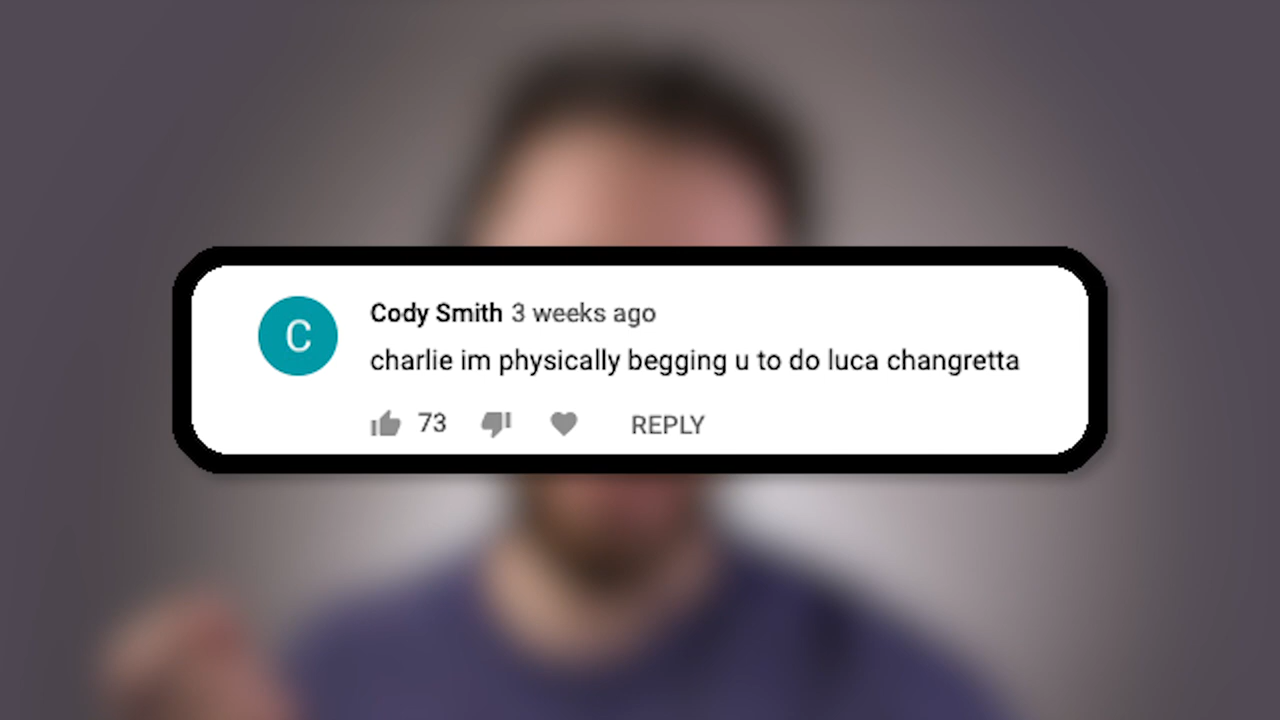 C
Cody Smith 3 weeks ago
charlie im physically begging u to do luca changretta
73 REPLY